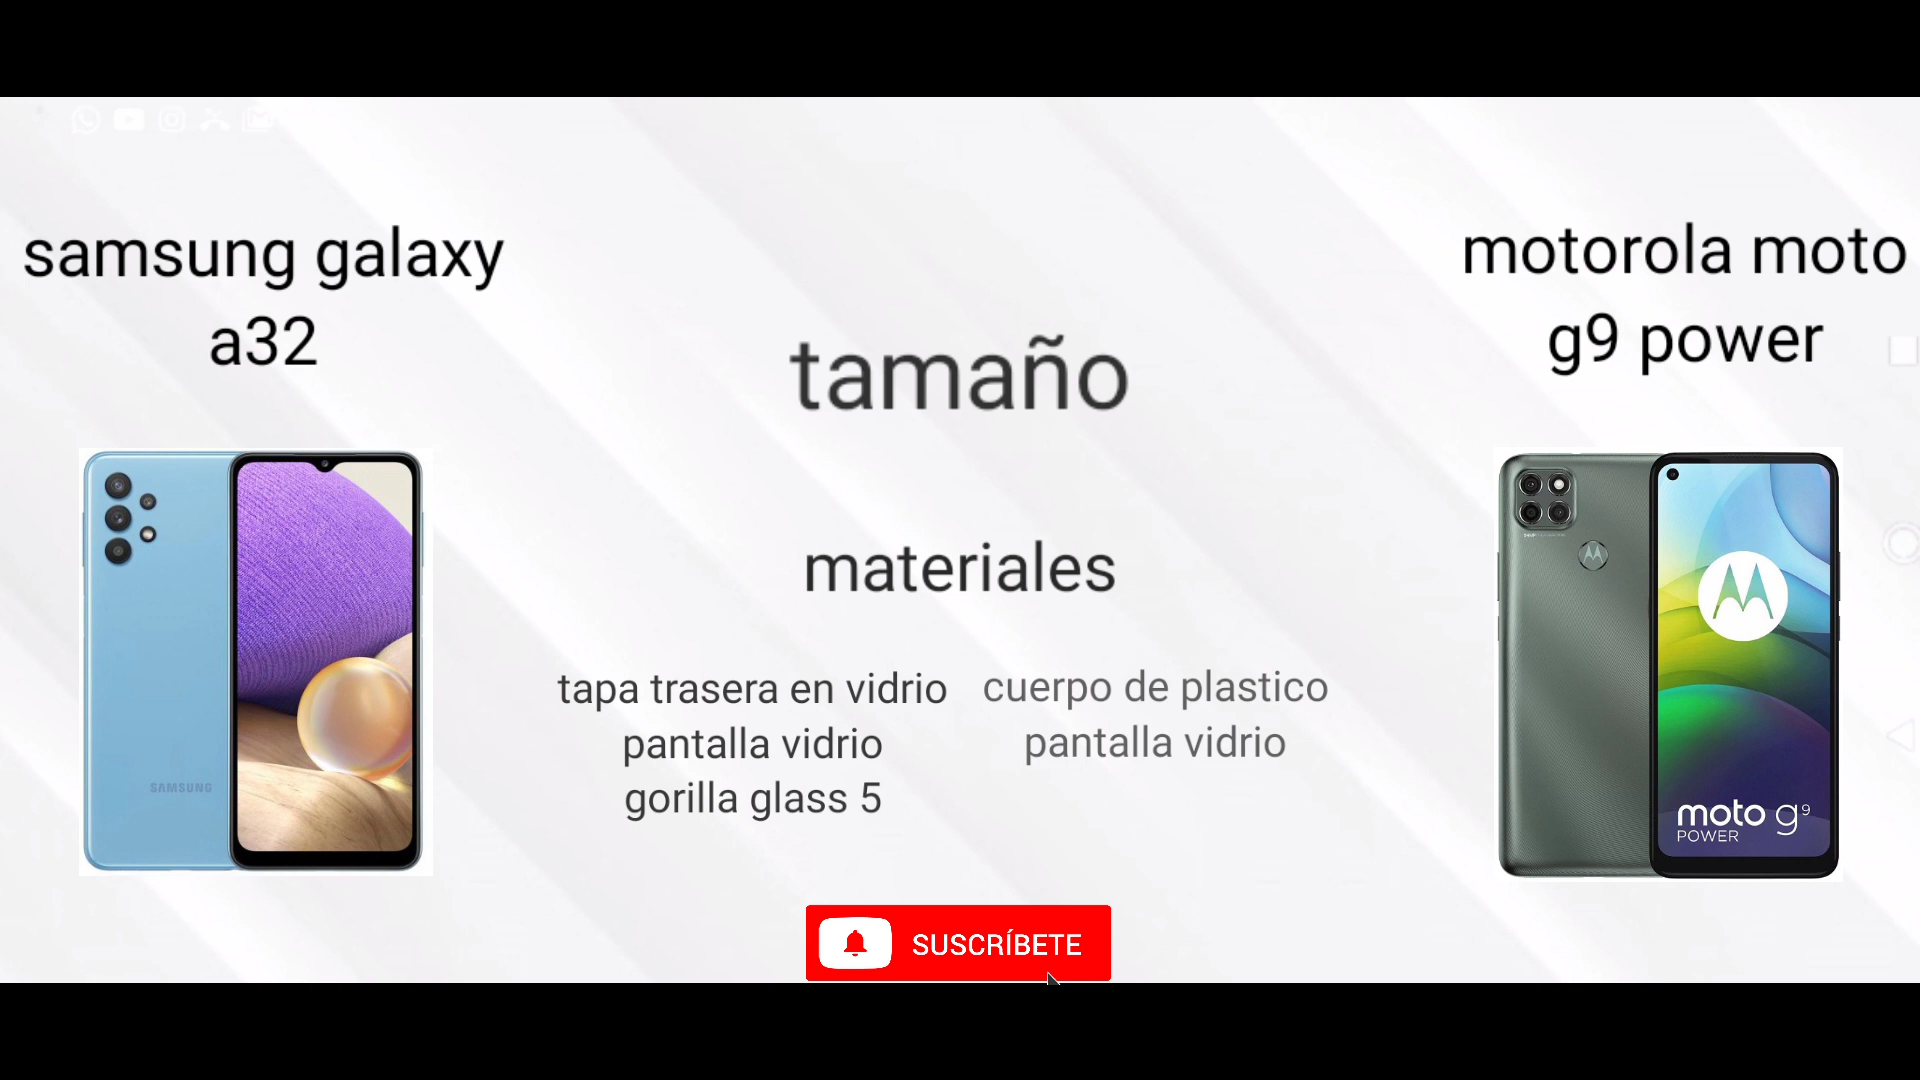 samsung galaxy
a32
motorola moto
g9 power
tamaño
materiales
tapa trasera en vidrio
pantalla vidrio
gorilla glass 5
cuerpo de plastico
pantalla vidrio
SAMSUNG
moto g9
POWER
SUSCRÍBETE